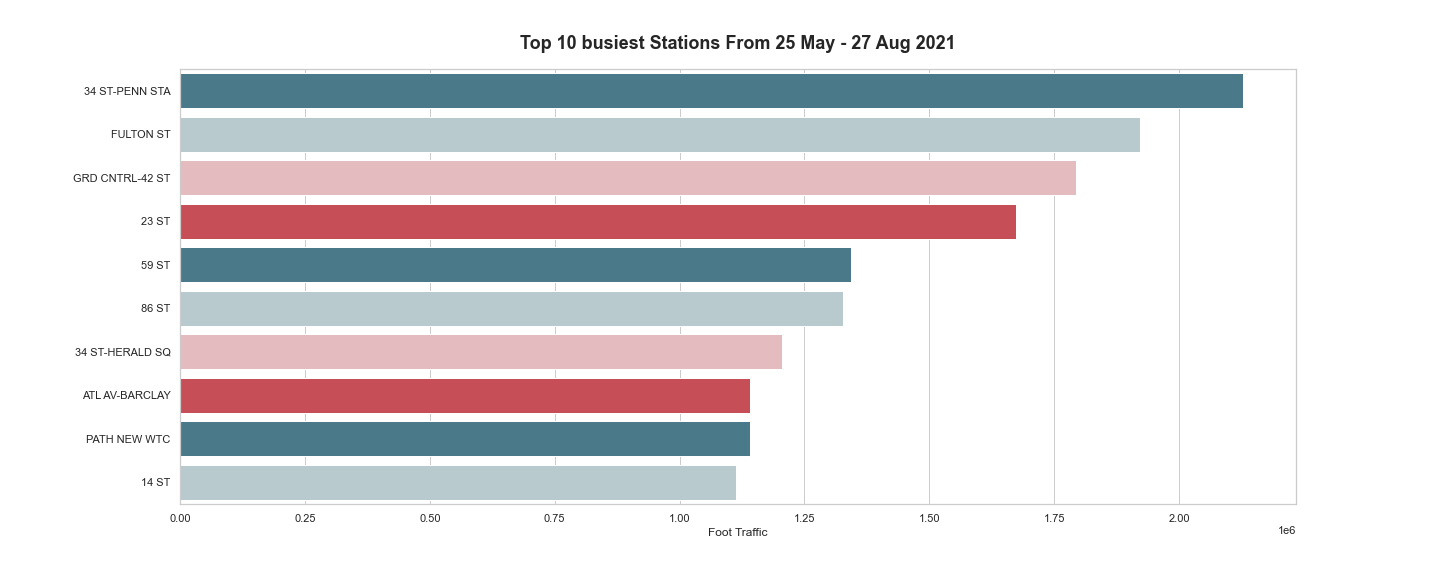 Top 10 busiest Stations From 25 May - 27 Aug 2021
34 ST-PENN STA
FULTON ST
GRD CNTRL-42 ST
23 ST
59 ST
86 ST
34 ST-HERALD SQ
ATL AV-BARCLAY
PATH NEW WTC
14 ST
0.00 0.25 0.50 0.75 1.00 1.25 1.50 1.75 2.00
1e6
Foot Traffic